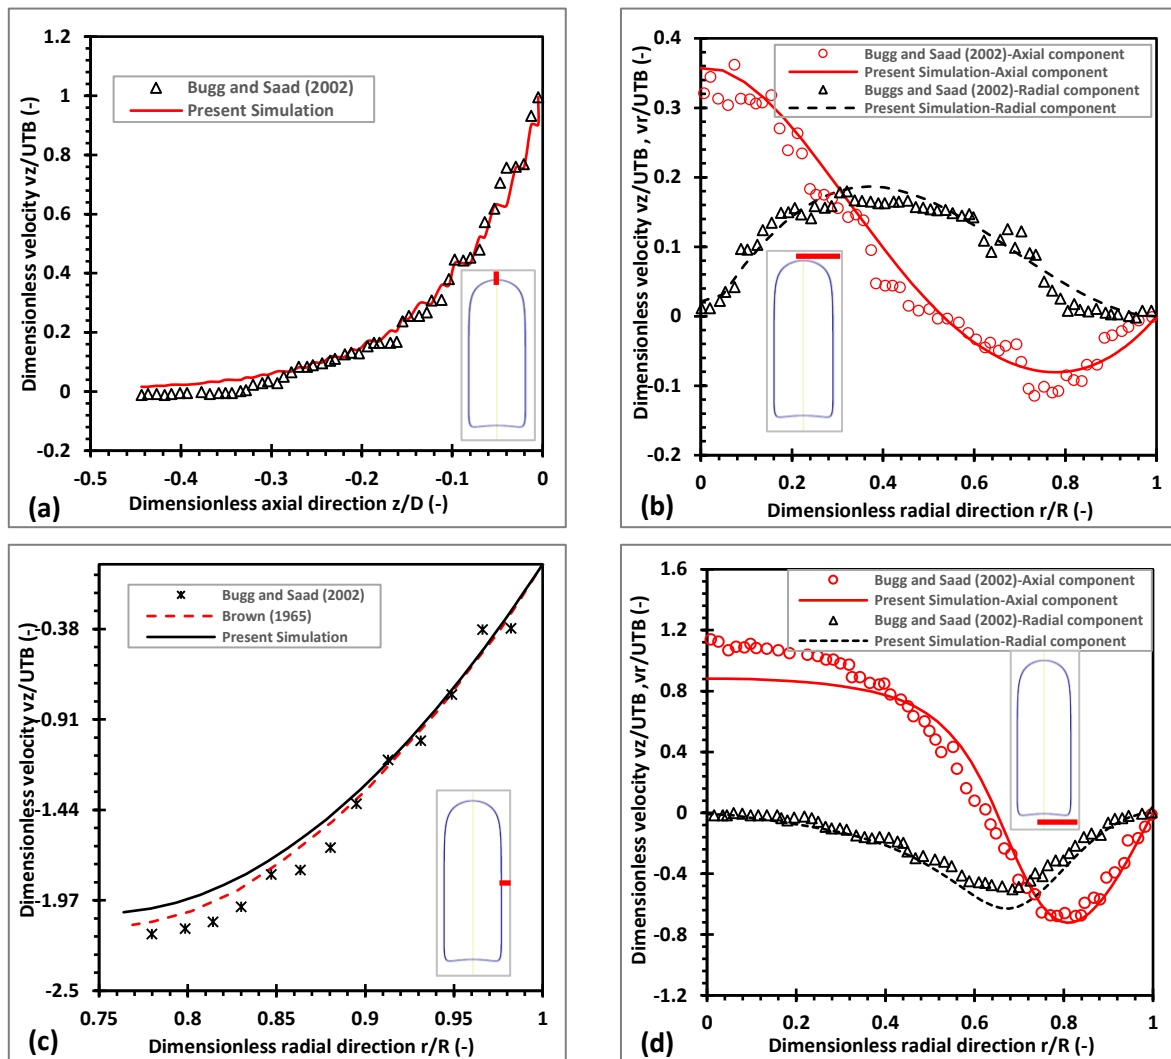 Dimensionless velocity vz/UTB (-)
1.2
1
0.8
0.6
0.4
0.2
0
-0.2
Bugg and Saad (2002)
Present Simulation
-0.5
-0.4
-0.3
-0.2
-0.1
0
(a)
Dimensionless axial direction z/D (-)
Dimensionless velocity vz/UTB , vr/UTB (-)
0.4
0.3
0.2
0.1
0
-0.1
-0.2
Bugg and Saad (2002)-Axial component
Present Simulation-Axial component
Buggs and Saad (2002)-Radial component
Present Simulation-Radial component
0
0.2
0.4
0.6
0.8
1
(b)
Dimensionless radial direction r/R (-)
Dimensionless velocity vz/UTB (-)
-0.38
-0.91
-1.44
-1.97
-2.5
Bugg and Saad (2002)
Brown (1965)
Present Simulation
0.75
0.8
0.85
0.9
0.95
1
(c)
Dimensionless radial direction r/R (-)
Dimensionless velocity vz/UTB ,vr/UTB (-)
1.6
1.2
0.8
0.4
0
-0.4
-0.8
-1.2
Bugg and Saad (2002)-Axial component
Present Simulation-Axial component
Bugg and Saad (2002)-Radial component
Present Simulation-Radial component
0
0.2
0.4
0.6
0.8
1
(d)
Dimensionless radial direction r/R (-)